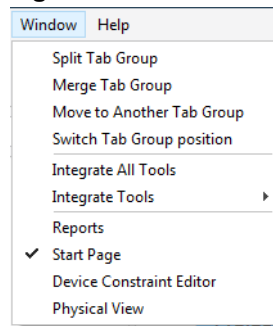 Window Help
Split Tab Group
Merge Tab Group
Move to Another Tab Group
Switch Tab Group position
Integrate All Tools
Integrate Tools
Reports
Start Page
Device Constraint Editor
Physical View